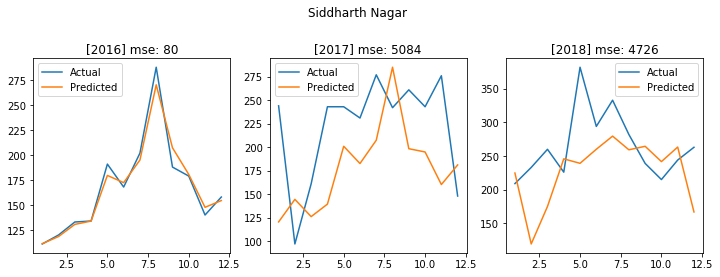 Siddharth Nagar
[2016] mse: 80
Actual
Predicted
275
250
225
200
175
150
125
2.5 5.0 7.5 10.0 12.5
[2017] mse: 5084
Actual
Predicted
275
250
225
200
175
150
125
100
2.5 5.0 7.5 10.0 12.5
[2018] mse: 4726
Actual
Predicted
350
300
250
200
150
2.5 5.0 7.5 10.0 12.5